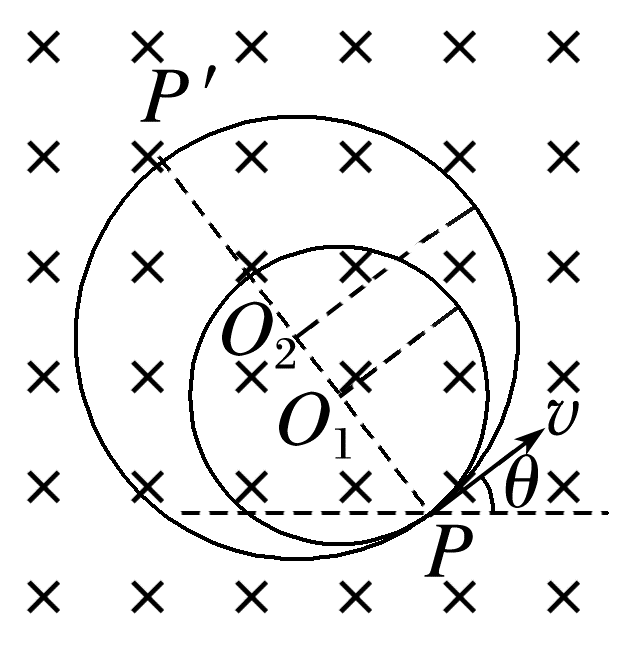 P′
O₂
O₁
v
θ
P